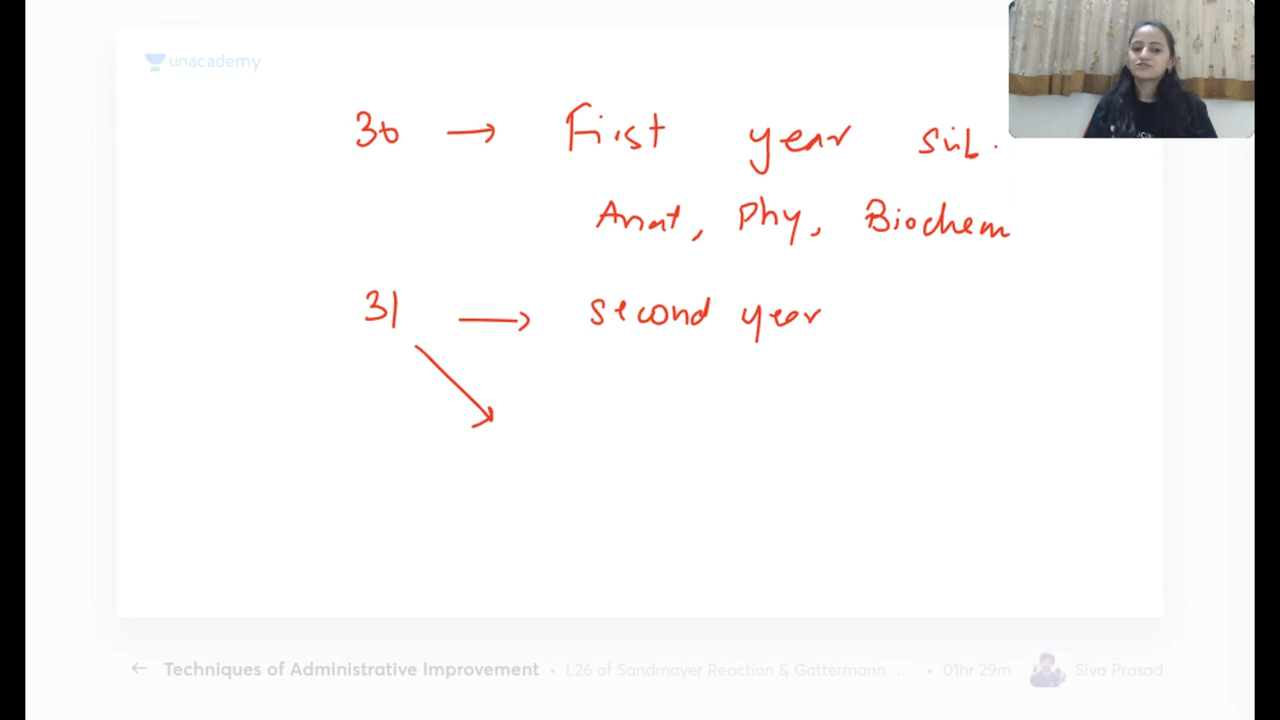 unacademy
30 → First year sub.
Anat, Phy, Biochem
31 → second year
← Techniques of Administrative Improvement • L26 of Sandmayer Reaction & Gattermann ... • 01hr 29m Siva Prasad